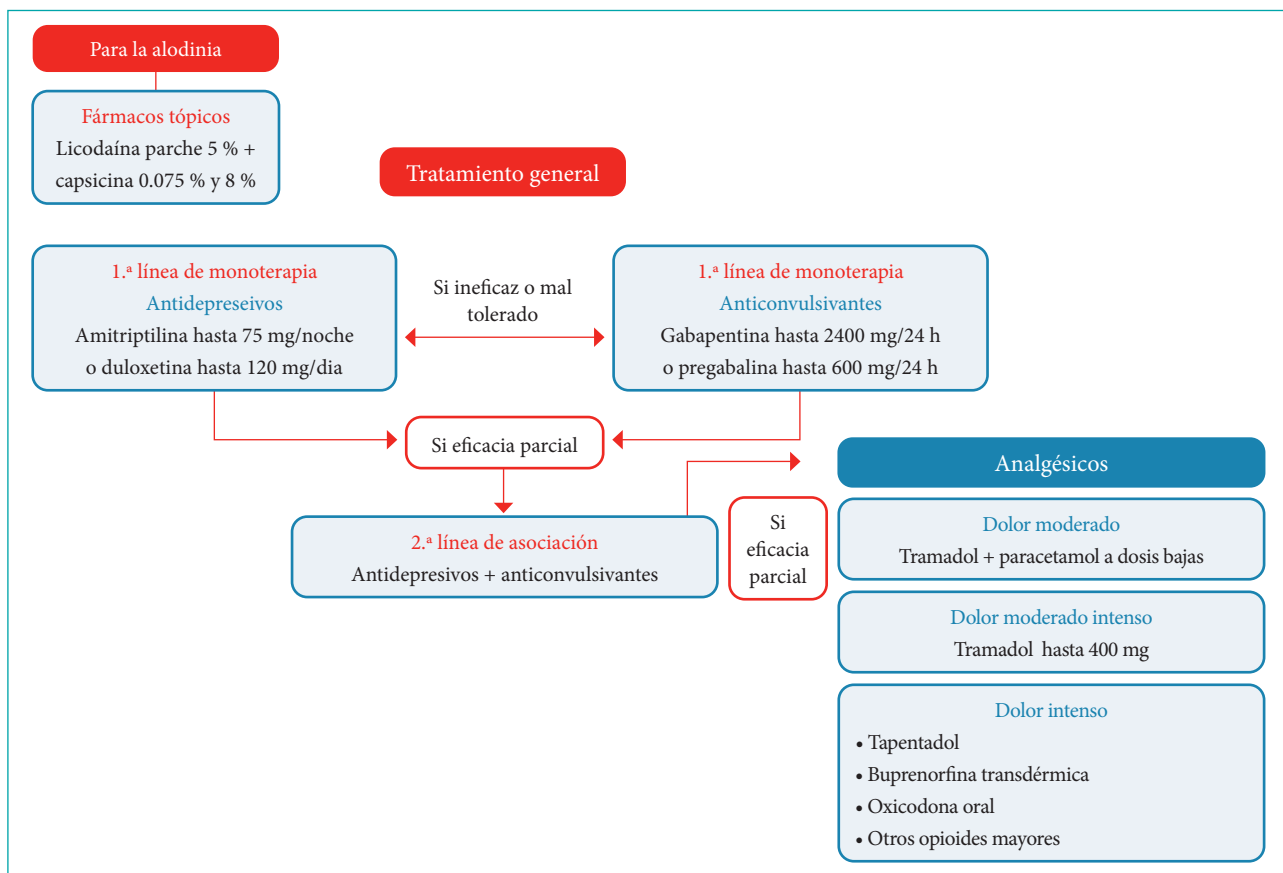 Para la alodinia
Fármacos tópicos
Licodaína parche 5 % +
capsicina 0.075 % y 8 %
Tratamiento general
1.ª línea de monoterapia
Antidepreseivos
Amitriptilina hasta 75 mg/noche
o duloxetina hasta 120 mg/dia
Si ineficaz o mal
tolerado
1.ª línea de monoterapia
Anticonvulsivantes
Gabapentina hasta 2400 mg/24 h
o pregabalina hasta 600 mg/24 h
Si eficacia parcial
2.ª línea de asociación
Antidepresivos + anticonvulsivantes
Si
eficacia
parcial
Analgésicos
Dolor moderado
Tramadol + paracetamol a dosis bajas
Dolor moderado intenso
Tramadol hasta 400 mg
Dolor intenso
• Tapentadol
• Buprenorfina transdérmica
• Oxicodona oral
• Otros opioides mayores